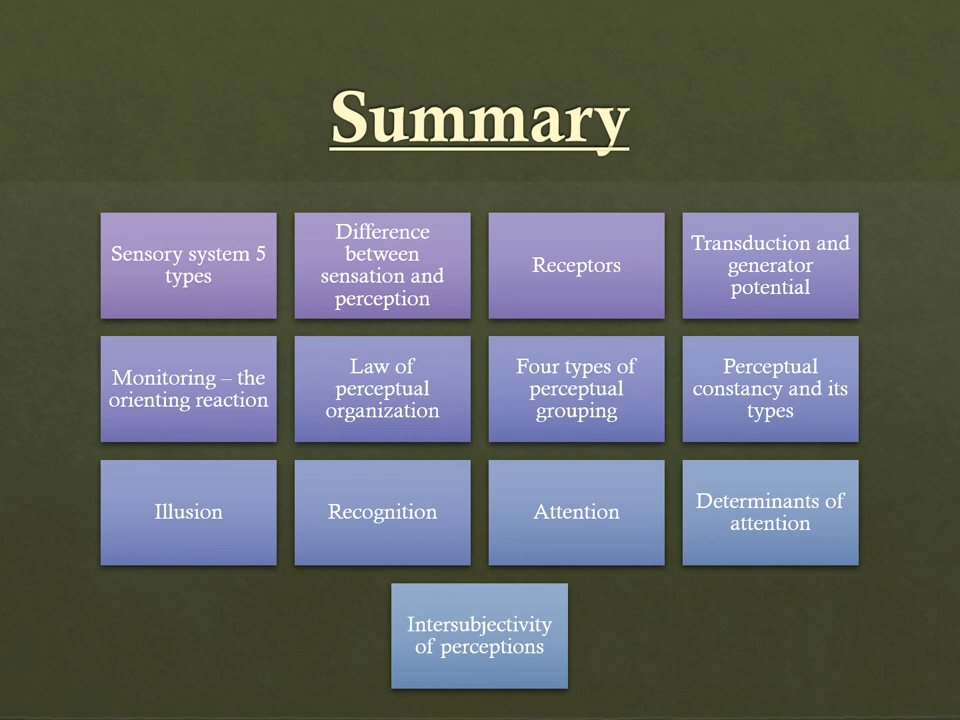 Summary
Sensory system 5
types
Difference
between
sensation and
perception
Receptors
Transduction and
generator
potential
Monitoring – the
orienting reaction
Law of
perceptual
organization
Four types of
perceptual
grouping
Perceptual
constancy and its
types
Illusion
Recognition
Attention
Determinants of
attention
Intersubjectivity
of perceptions